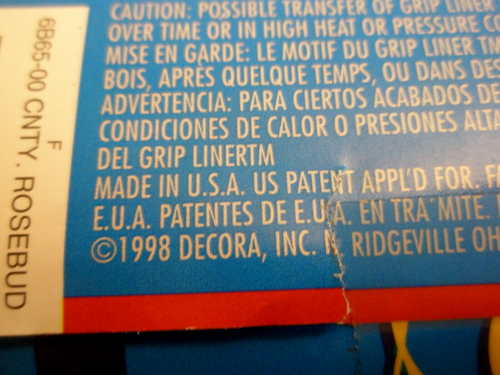 CAUTION: POSSIBLE TRANSFER OF GRIP LINER
OVER TIME OR IN HIGH HEAT OR PRESSURE
MISE EN GARDE: LE MOTIF DU GRIP LINER
BOIS, APRÈS QUELQUE TEMPS, OU DANS
ADVERTENCIA: PARA CIERTOS ACABADOS DE
CONDICIONES DE CALOR O PRESIONES
DEL GRIP LINERTM
MADE IN U.S.A. US PATENT APPL'D FOR.
E.U.A. PATENTES DE E.U.A. EN TRA´MITE.
©1998 DECORA, INC. N. RIDGEVILLE OH
6B65-00 CNTY. ROSEBUD
F